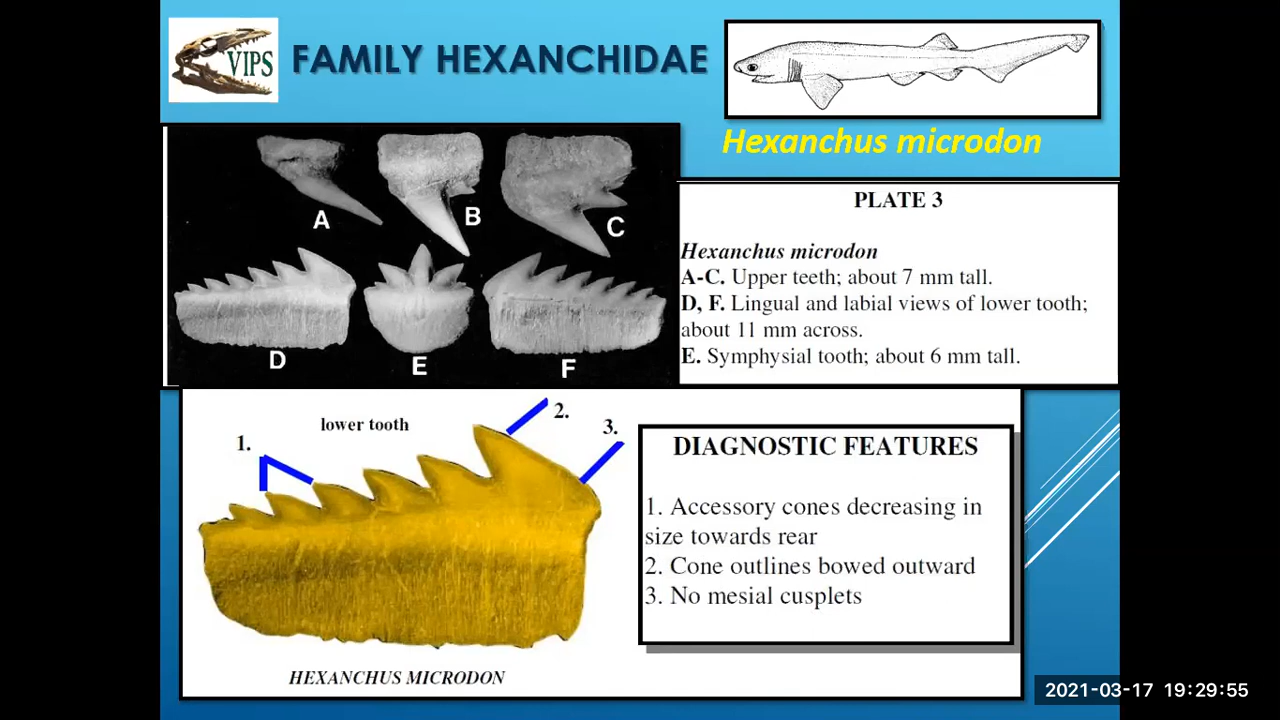 VIPS
FAMILY HEXANCHIDAE
Hexanchus microdon
A
B
C
D
E
F
PLATE 3
Hexanchus microdon
A-C. Upper teeth; about 7 mm tall.
D, F. Lingual and labial views of lower tooth;
about 11 mm across.
E. Symphysial tooth; about 6 mm tall.
1.
lower tooth
2.
3.
HEXANCHUS MICRODON
DIAGNOSTIC FEATURES
1. Accessory cones decreasing in
size towards rear
2. Cone outlines bowed outward
3. No mesial cusplets
2021-03-17 19:29:55